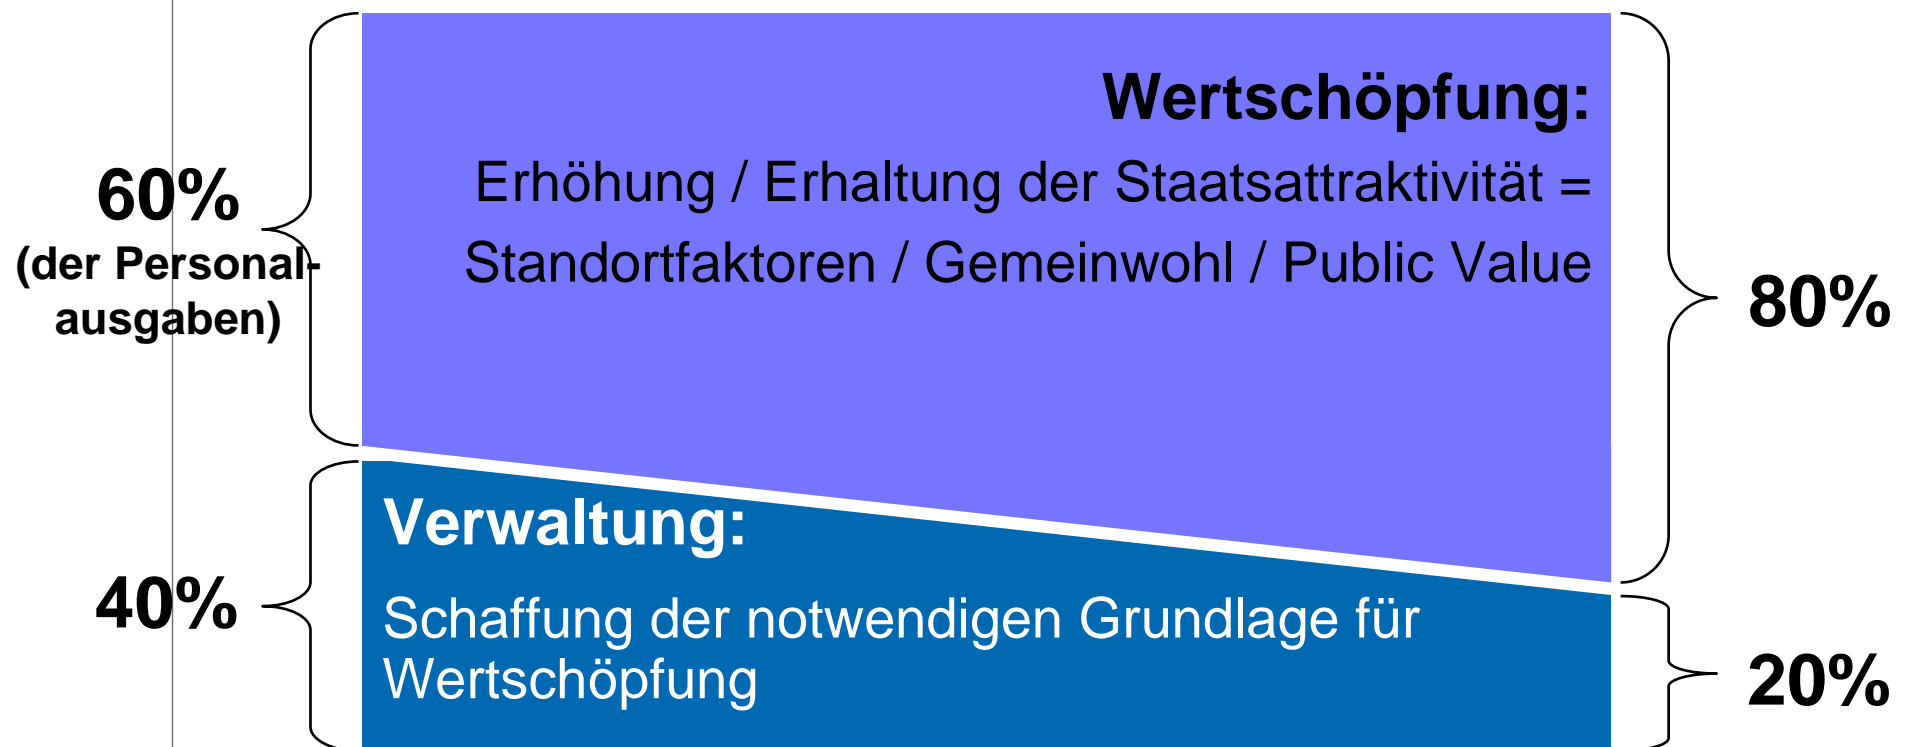 Wertschöpfung:
Erhöhung / Erhaltung der Staatsattraktivität =
Standortfaktoren / Gemeinwohl / Public Value
60%
(der Personal-
ausgaben)
80%
Verwaltung:
Schaffung der notwendigen Grundlage für
Wertschöpfung
40%
20%